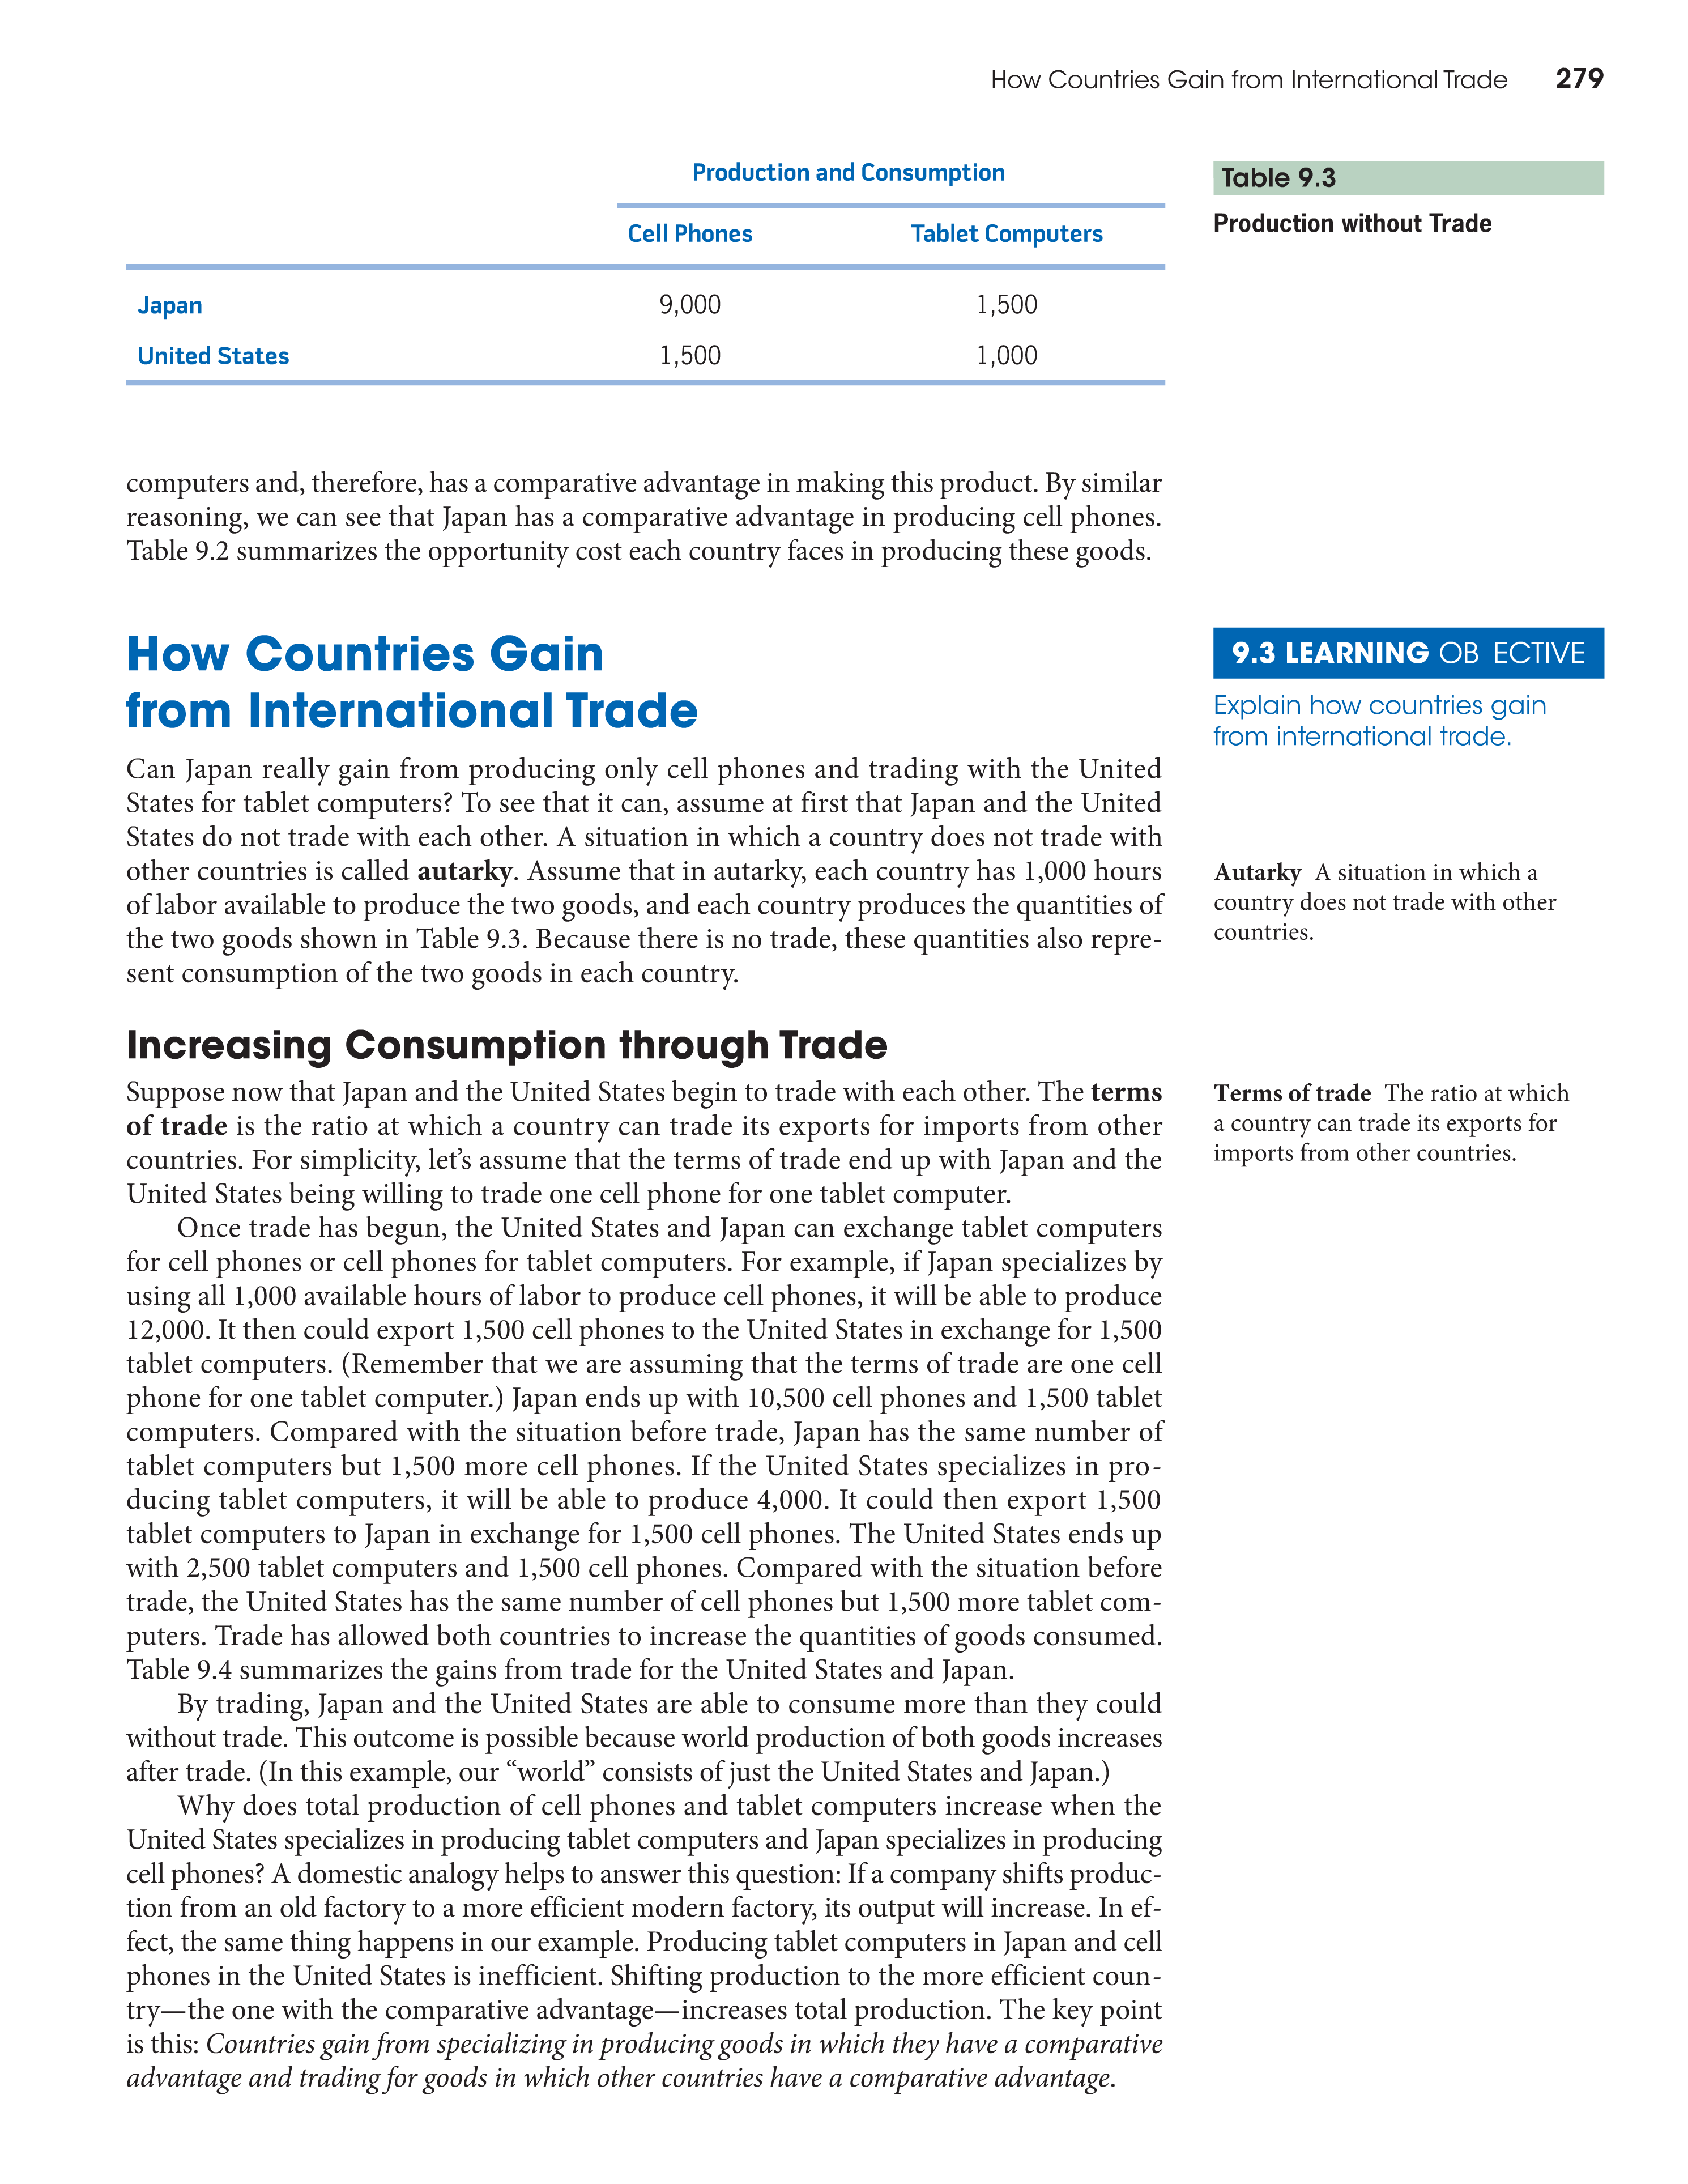 How Countries Gain from International Trade 279
Production and Consumption
Cell Phones Tablet Computers
Japan 9,000 1,500
United States 1,500 1,000
Table 9.3
Production without Trade
computers and, therefore, has a comparative advantage in making this product. By similar
reasoning, we can see that Japan has a comparative advantage in producing cell phones.
Table 9.2 summarizes the opportunity cost each country faces in producing these goods.
How Countries Gain
from International Trade
9.3 LEARNING OB ECTIVE
Explain how countries gain
from international trade.
Can Japan really gain from producing only cell phones and trading with the United
States for tablet computers? To see that it can, assume at first that Japan and the United
States do not trade with each other. A situation in which a country does not trade with
other countries is called autarky. Assume that in autarky, each country has 1,000 hours
of labor available to produce the two goods, and each country produces the quantities of
the two goods shown in Table 9.3. Because there is no trade, these quantities also repre-
sent consumption of the two goods in each country.
Autarky A situation in which a
country does not trade with other
countries.
Increasing Consumption through Trade
Suppose now that Japan and the United States begin to trade with each other. The terms
of trade is the ratio at which a country can trade its exports for imports from other
countries. For simplicity, let’s assume that the terms of trade end up with Japan and the
United States being willing to trade one cell phone for one tablet computer.
Terms of trade The ratio at which
a country can trade its exports for
imports from other countries.
Once trade has begun, the United States and Japan can exchange tablet computers
for cell phones or cell phones for tablet computers. For example, if Japan specializes by
using all 1,000 available hours of labor to produce cell phones, it will be able to produce
12,000. It then could export 1,500 cell phones to the United States in exchange for 1,500
tablet computers. (Remember that we are assuming that the terms of trade are one cell
phone for one tablet computer.) Japan ends up with 10,500 cell phones and 1,500 tablet
computers. Compared with the situation before trade, Japan has the same number of
tablet computers but 1,500 more cell phones. If the United States specializes in pro-
ducing tablet computers, it will be able to produce 4,000. It could then export 1,500
tablet computers to Japan in exchange for 1,500 cell phones. The United States ends up
with 2,500 tablet computers and 1,500 cell phones. Compared with the situation before
trade, the United States has the same number of cell phones but 1,500 more tablet com-
puters. Trade has allowed both countries to increase the quantities of goods consumed.
Table 9.4 summarizes the gains from trade for the United States and Japan.
By trading, Japan and the United States are able to consume more than they could
without trade. This outcome is possible because world production of both goods increases
after trade. (In this example, our “world” consists of just the United States and Japan.)
Why does total production of cell phones and tablet computers increase when the
United States specializes in producing tablet computers and Japan specializes in producing
cell phones? A domestic analogy helps to answer this question: If a company shifts produc-
tion from an old factory to a more efficient modern factory, its output will increase. In ef-
fect, the same thing happens in our example. Producing tablet computers in Japan and cell
phones in the United States is inefficient. Shifting production to the more efficient coun-
try—the one with the comparative advantage—increases total production. The key point
is this: Countries gain from specializing in producing goods in which they have a comparative
advantage and trading for goods in which other countries have a comparative advantage.